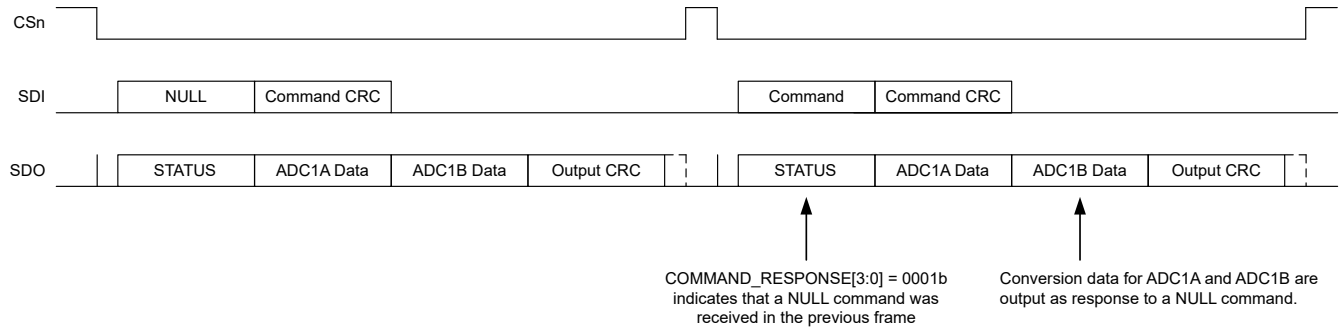 CSn
SDI NULL Command CRC Command Command CRC
SDO STATUS ADC1A Data ADC1B Data Output CRC STATUS ADC1A Data ADC1B Data Output CRC
COMMAND_RESPONSE[3:0] = 0001b
indicates that a NULL command was
received in the previous frame
Conversion data for ADC1A and ADC1B are
output as response to a NULL command.